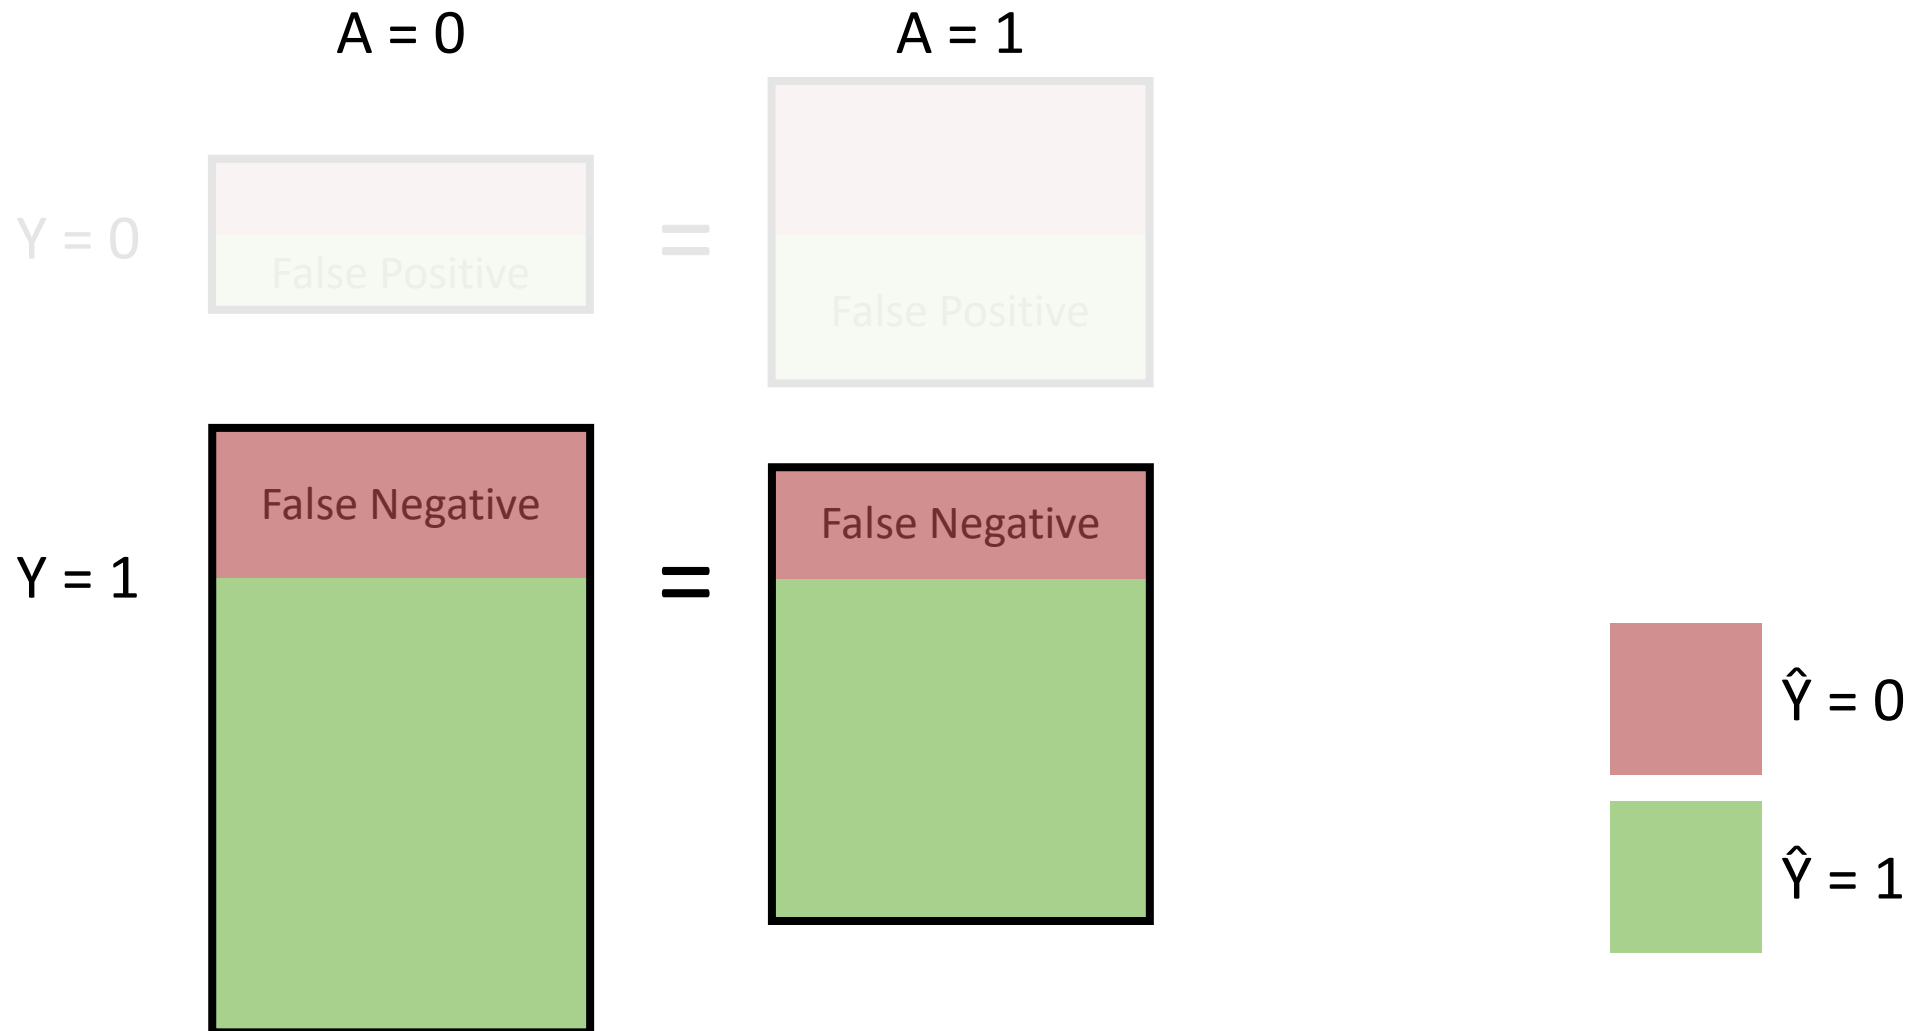 A = 0
A = 1
Y = 0
=
False Positive
False Positive
False Negative
False Negative
Y = 1
=
Ŷ = 0
Ŷ = 1